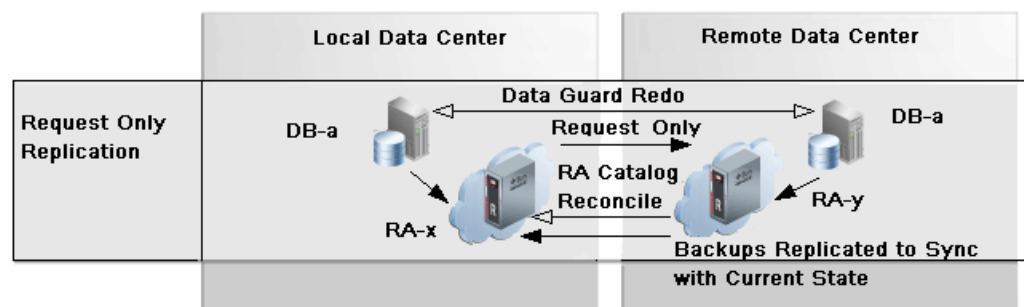 Local Data Center
Remote Data Center
Request Only
Replication
DB-a
Data Guard Redo
DB-a
Request Only
RA Catalog
Reconcile
RA-x
RA-y
Backups Replicated to Sync
with Current State